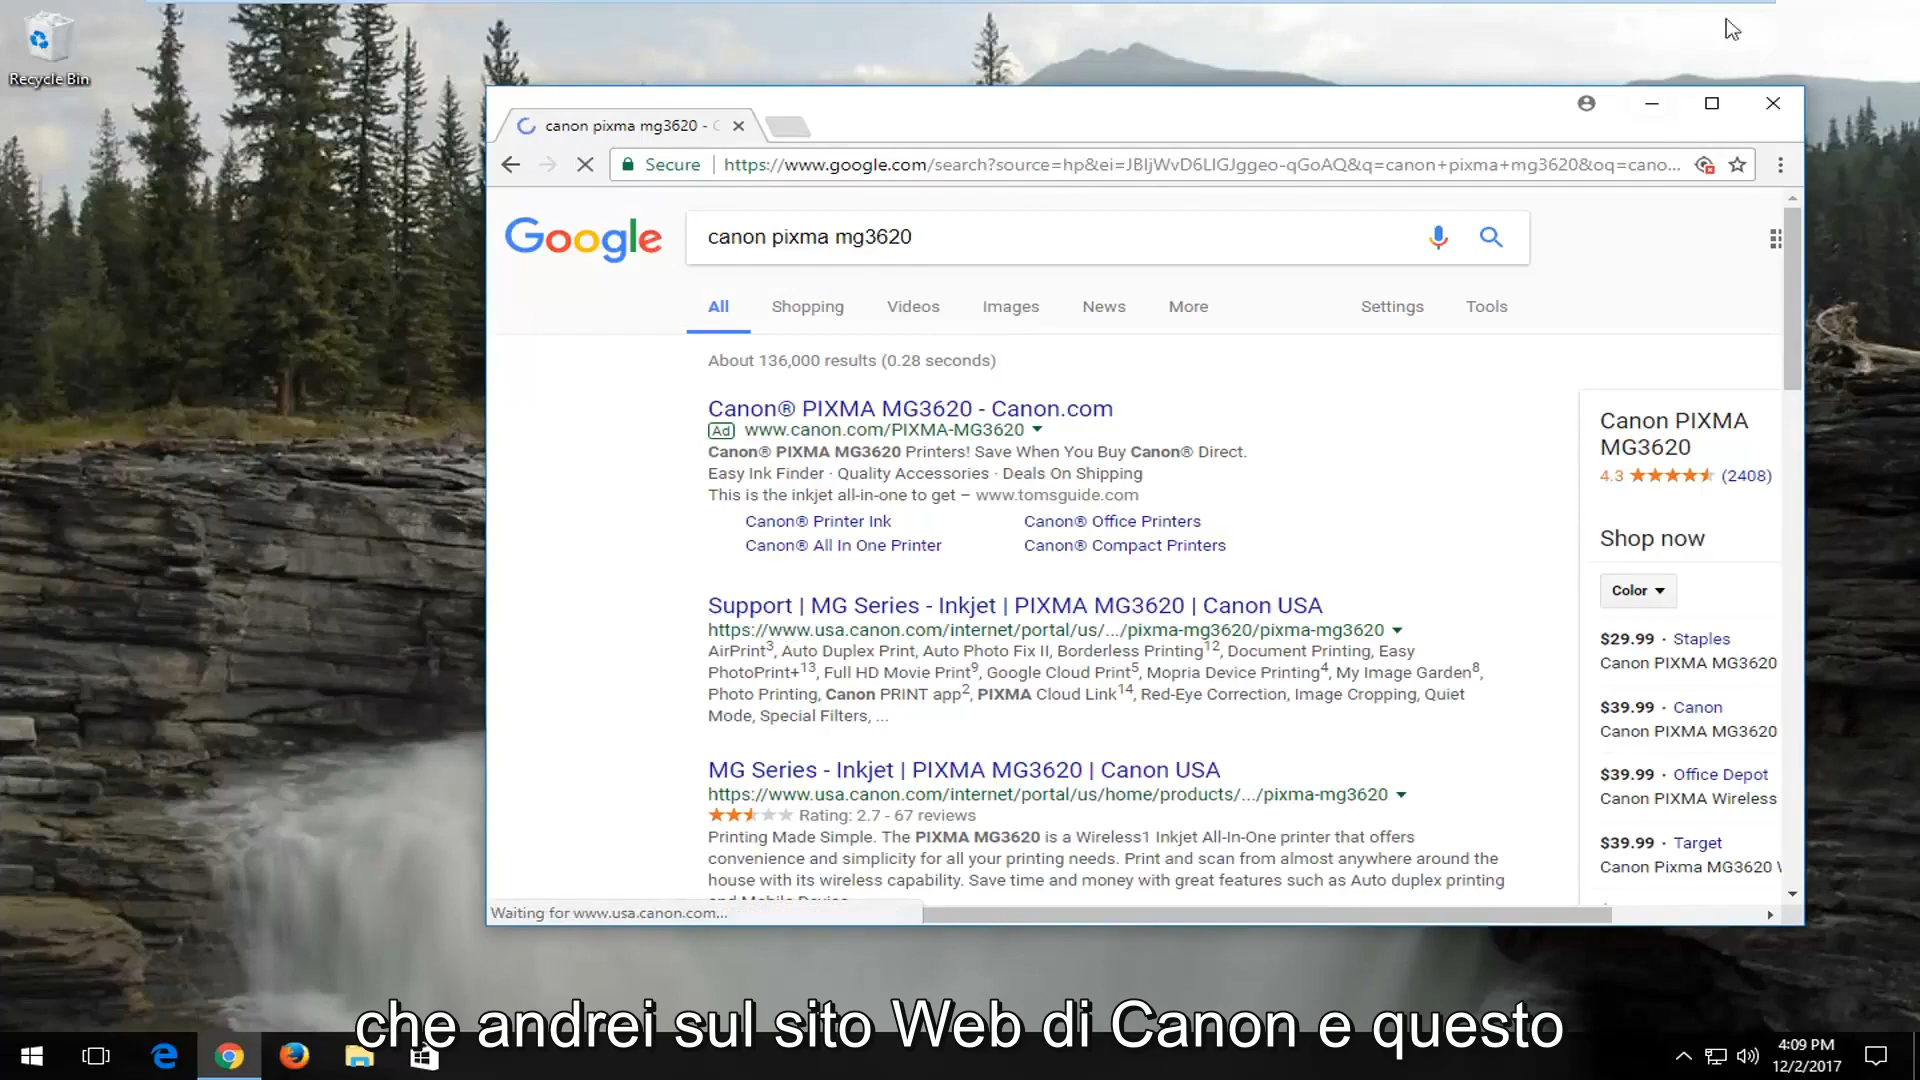 Recycle Bin
canon pixma mg3620 -
Secure
https://www.google.com/search?source=hp&ei=JBIjWvD6LIGJggeo-qGoAQ&q=canon+pixma+mg3620&oq=cano...
Google
canon pixma mg3620
All Shopping Videos Images News More Settings Tools
About 136,000 results (0.28 seconds)
Canon® PIXMA MG3620 - Canon.com
Ad www.canon.com/PIXMA-MG3620
Canon® PIXMA MG3620 Printers! Save When You Buy Canon® Direct.
Easy Ink Finder · Quality Accessories · Deals On Shipping
This is the inkjet all-in-one to get – www.tomsguide.com
Canon® Printer Ink Canon® Office Printers
Canon® All In One Printer Canon® Compact Printers
Support | MG Series - Inkjet | PIXMA MG3620 | Canon USA
https://www.usa.canon.com/internet/portal/us/.../pixma-mg3620/pixma-mg3620
AirPrint3, Auto Duplex Print, Auto Photo Fix II, Borderless Printing12, Document Printing, Easy
PhotoPrint+13, Full HD Movie Print9, Google Cloud Print5, Mopria Device Printing4, My Image Garden8,
Photo Printing, Canon PRINT app2, PIXMA Cloud Link14, Red-Eye Correction, Image Cropping, Quiet
Mode, Special Filters, ...
MG Series - Inkjet | PIXMA MG3620 | Canon USA
https://www.usa.canon.com/internet/portal/us/home/products/.../pixma-mg3620
Rating: 2.7 - 67 reviews
Printing Made Simple. The PIXMA MG3620 is a Wireless1 Inkjet All-In-One printer that offers
convenience and simplicity for all your printing needs. Print and scan from almost anywhere around the
house with its wireless capability. Save time and money with great features such as Auto duplex printing
Canon PIXMA
MG3620
4.3 (2408)
Shop now
Color
$29.99 · Staples
Canon PIXMA MG3620
$39.99 · Canon
Canon PIXMA MG3620
$39.99 · Office Depot
Canon PIXMA Wireless
$39.99 · Target
Canon Pixma MG3620
Waiting for www.usa.canon.com...
che andrei sul sito Web di Canon e questo
4:09 PM
12/2/2017